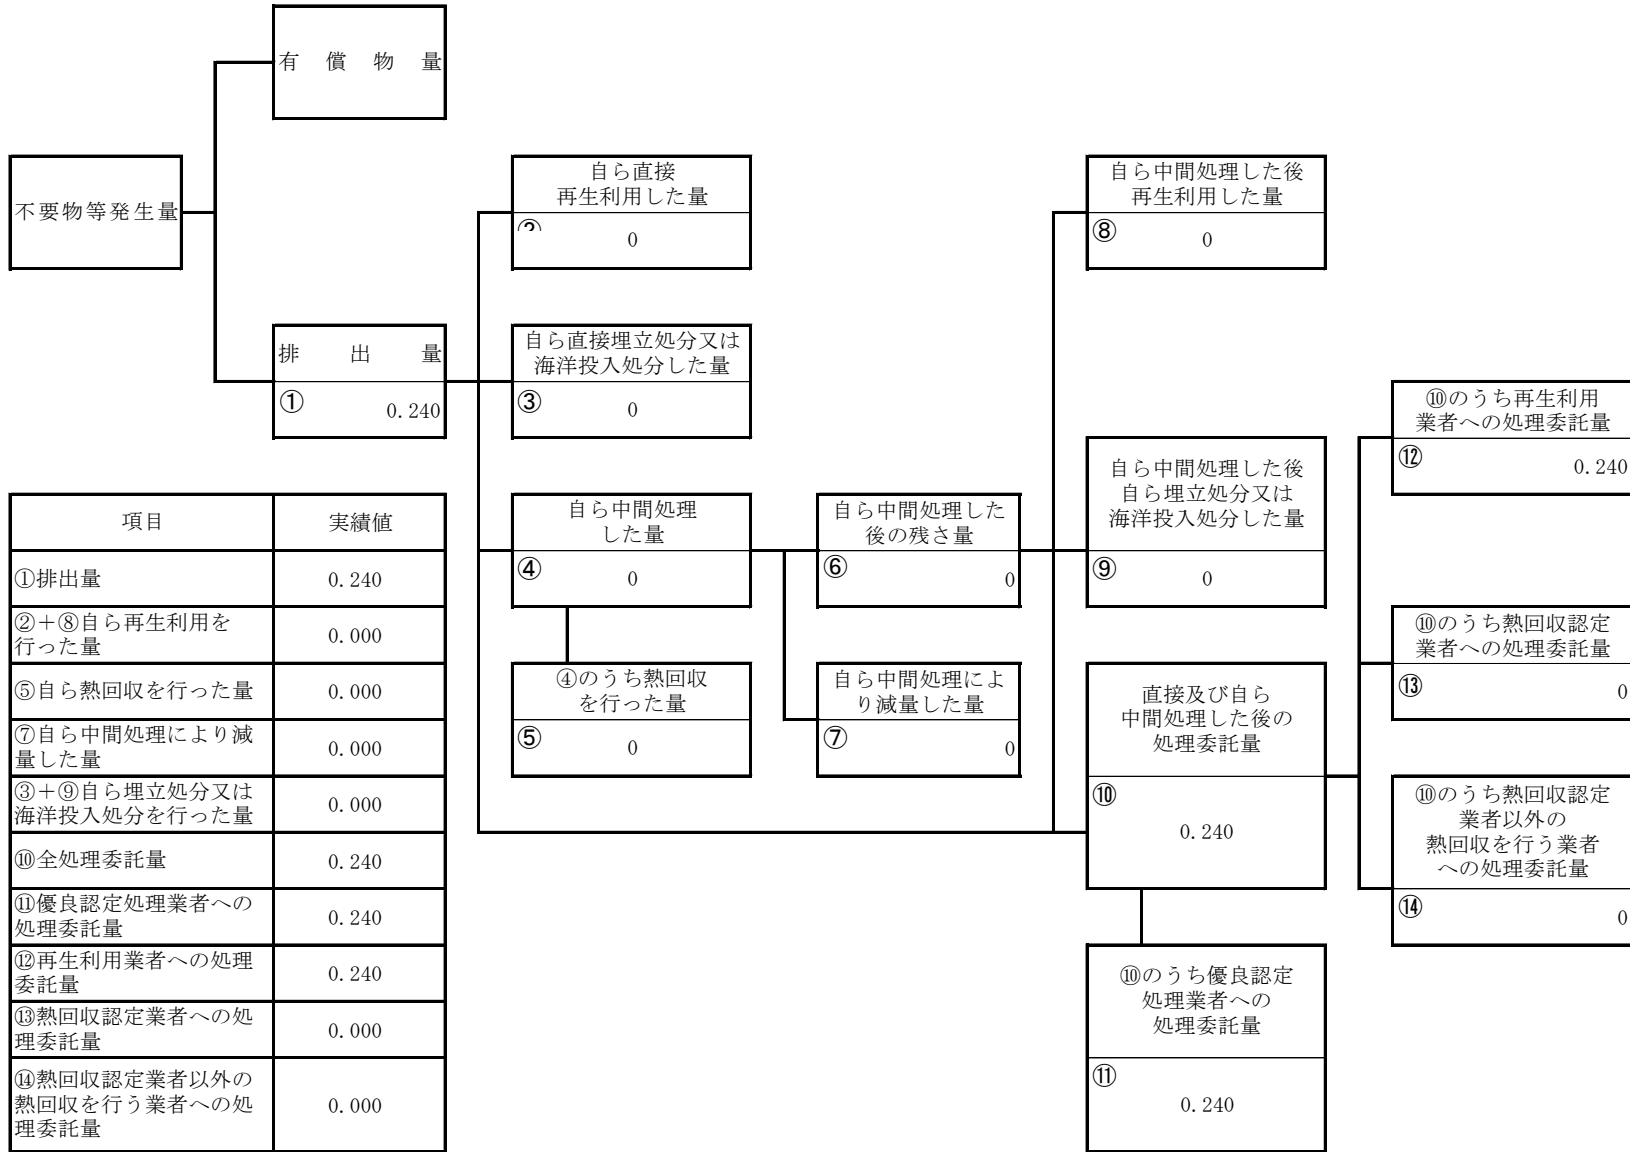 有償物量
不要物等発生量
排出量
① 0.240
自ら直接
再生利用した量
② 0
自ら直接埋立処分又は
海洋投入処分した量
③ 0
自ら中間処理
した量
④ 0
④のうち熱回収
を行った量
⑤ 0
自ら中間処理した
後の残さ量
⑥ 0
自ら中間処理によ
り減量した量
⑦ 0
自ら中間処理した後
再生利用した量
⑧ 0
自ら中間処理した後
自ら埋立処分又は
海洋投入処分した量
⑨ 0
直接及び自ら
中間処理した後の
処理委託量
⑩
0.240
⑩のうち優良認定
処理業者への
処理委託量
⑪
0.240
⑩のうち再生利用
業者への処理委託量
⑫ 0.240
⑩のうち熱回収認定
業者への処理委託量
⑬ 0
⑩のうち熱回収認定
業者以外の
熱回収を行う業者
への処理委託量
⑭ 0
項目 実績値
①排出量 0.240
②+⑧自ら再生利用を
行った量 0.000
⑤自ら熱回収を行った量 0.000
⑦自ら中間処理により減
量した量 0.000
③+⑨自ら埋立処分又は
海洋投入処分を行った量 0.000
⑩全処理委託量 0.240
⑪優良認定処理業者への
処理委託量 0.240
⑫再生利用業者への処理
委託量 0.240
⑬熱回収認定業者への処
理委託量 0.000
⑭熱回収認定業者以外の
熱回収を行う業者への処
理委託量 0.000